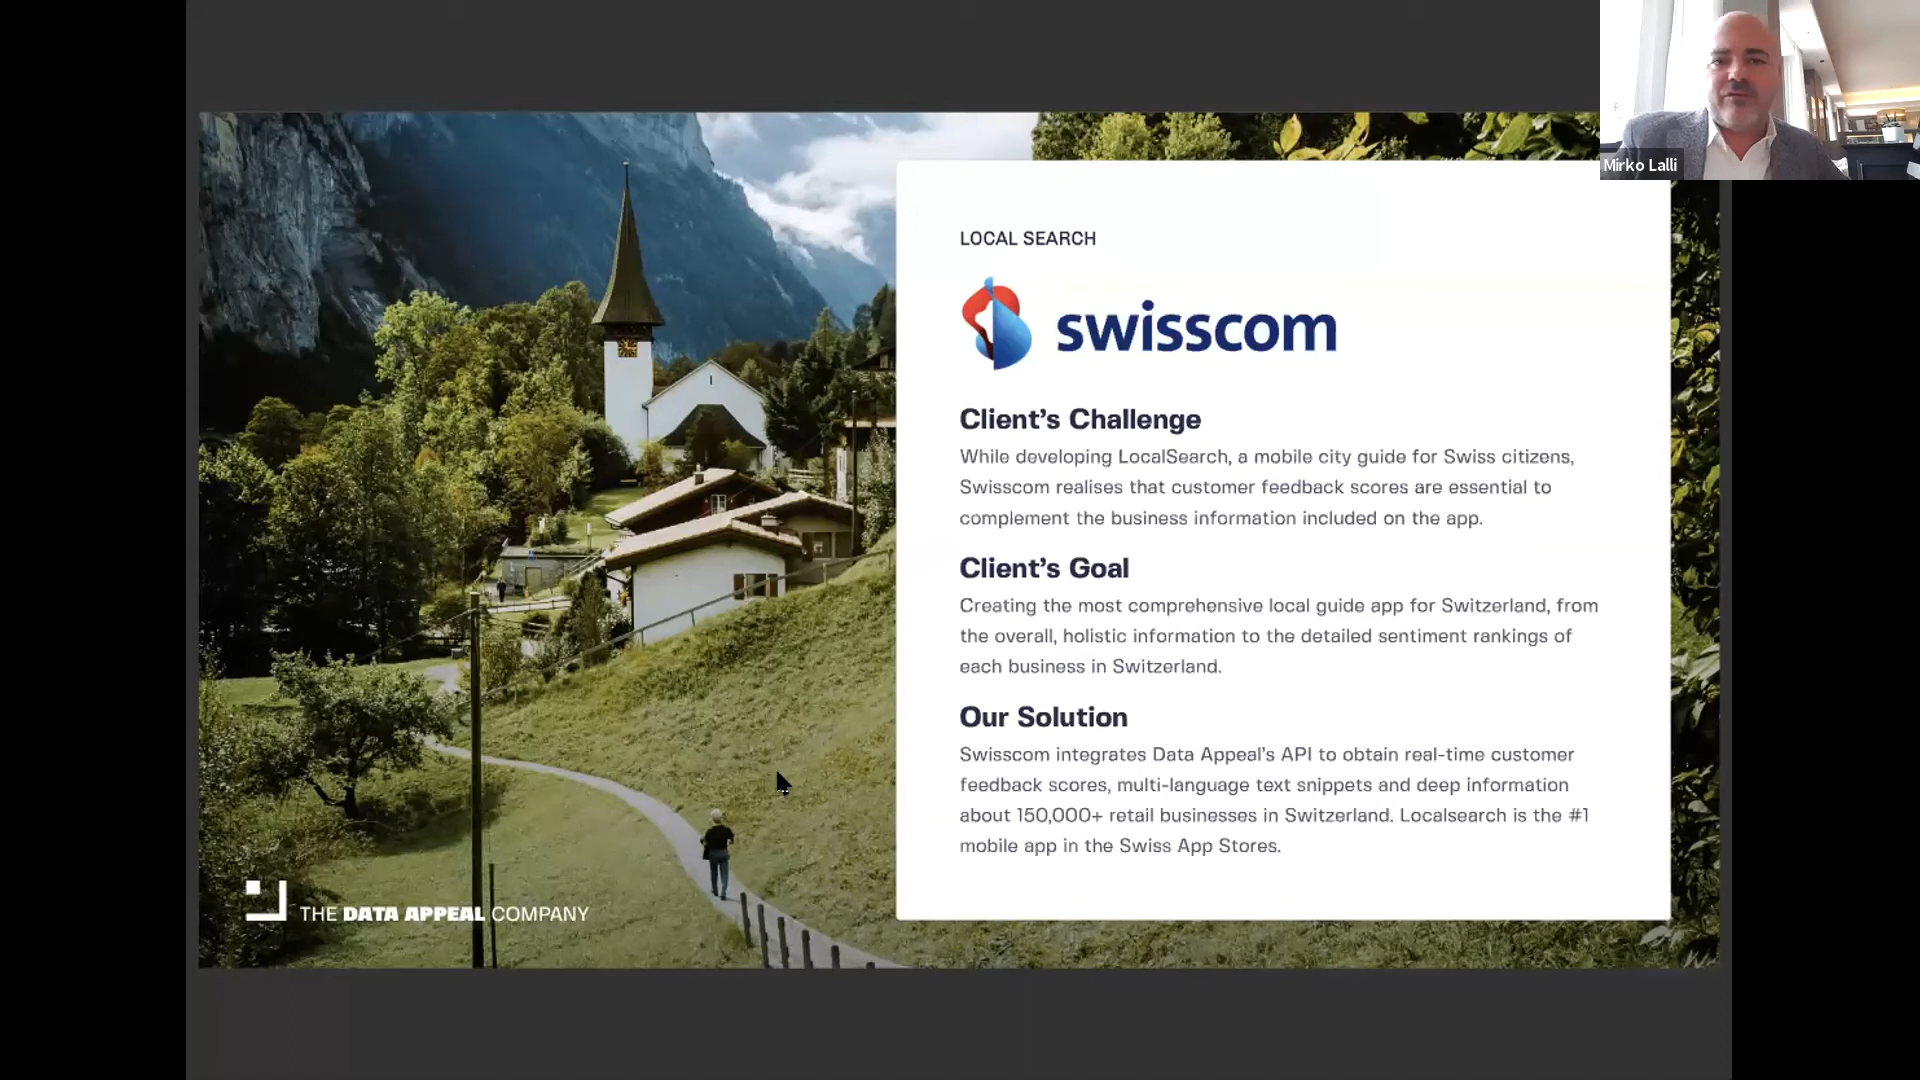 Mirko Lalli
LOCAL SEARCH
swisscom
Client's Challenge
While developing LocalSearch, a mobile city guide for Swiss citizens,
Swisscom realises that customer feedback scores are essential to
complement the business information included on the app.
Client's Goal
Creating the most comprehensive local guide app for Switzerland, from
the overall, holistic information to the detailed sentiment rankings of
each business in Switzerland.
Our Solution
Swisscom integrates Data Appeal's API to obtain real-time customer
feedback scores, multi-language text snippets and deep information
about 150,000+ retail businesses in Switzerland. Localsearch is the #1
mobile app in the Swiss App Stores.
THE DATA APPEAL COMPANY